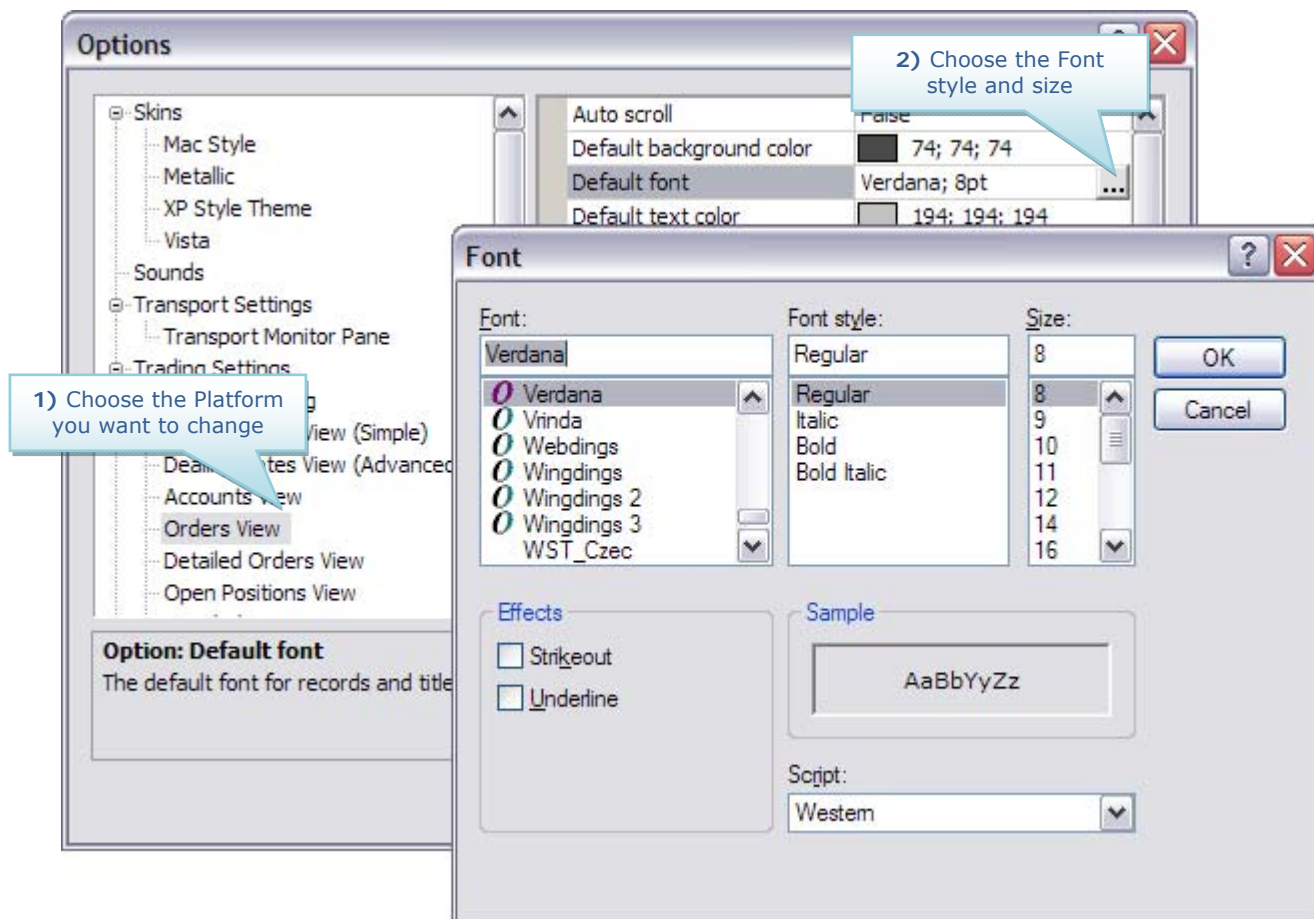 Options
2) Choose the Font
style and size
Skins
Mac Style
Metallic
XP Style Theme
Vista
Sounds
Transport Settings
Transport Monitor Pane
Trading Settings
1) Choose the Platform
you want to change
View (Simple)
View (Advanced
Accounts
Orders View
Detailed Orders View
Open Positions View
Auto scroll False
Default background color 74; 74; 74
Default font Verdana; 8pt ...
Default text color 194; 194; 194
Option: Default font
The default font for records and title
Font
Font: Font style: Size:
Verdana Regular 8
OK
Cancel
Verdana Regular 8
Vrinda Italic 9
Webdings Bold 10
Wingdings Bold Italic 11
Wingdings 2 12
Wingdings 3 14
WST_Czec 16
Effects
Strikeout
Underline
Sample
AaBbYyZz
Script:
Western